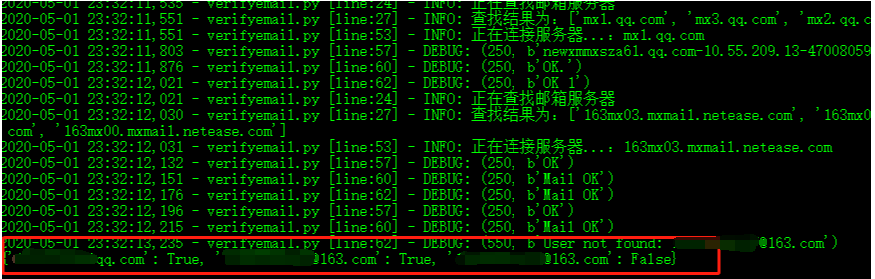 2020-05-01 23:32:11,535 - verifyemail.py [line:24] - INFO: 正在查找邮箱服务器
2020-05-01 23:32:11,551 - verifyemail.py [line:27] - INFO: 查找结果为：['mx1.qq.com', 'mx3.qq.com', 'mx2.qq.c
2020-05-01 23:32:11,551 - verifyemail.py [line:53] - INFO: 正在连接服务器...：mx1.qq.com
2020-05-01 23:32:11,803 - verifyemail.py [line:57] - DEBUG: (250, b'newxmmxsza61.qq.com-10.55.209.13-47008059
2020-05-01 23:32:11,876 - verifyemail.py [line:60] - DEBUG: (250, b'OK.')
2020-05-01 23:32:12,021 - verifyemail.py [line:62] - DEBUG: (250, b'OK 1')
2020-05-01 23:32:12,021 - verifyemail.py [line:24] - INFO: 正在查找邮箱服务器
2020-05-01 23:32:12,030 - verifyemail.py [line:27] - INFO: 查找结果为：['163mx03.mxmail.netease.com', '163mx0
com', '163mx00.mxmail.netease.com']
2020-05-01 23:32:12,031 - verifyemail.py [line:53] - INFO: 正在连接服务器...：163mx03.mxmail.netease.com
2020-05-01 23:32:12,132 - verifyemail.py [line:57] - DEBUG: (250, b'OK')
2020-05-01 23:32:12,151 - verifyemail.py [line:60] - DEBUG: (250, b'Mail OK')
2020-05-01 23:32:12,176 - verifyemail.py [line:62] - DEBUG: (250, b'Mail OK')
2020-05-01 23:32:12,196 - verifyemail.py [line:57] - DEBUG: (250, b'OK')
2020-05-01 23:32:12,215 - verifyemail.py [line:60] - DEBUG: (250, b'Mail OK')
2020-05-01 23:32:13,235 - verifyemail.py [line:62] - DEBUG: (550, b'User not found: @163.com')
{' qq.com': True, ' @163.com': True, ' @163.com': False}